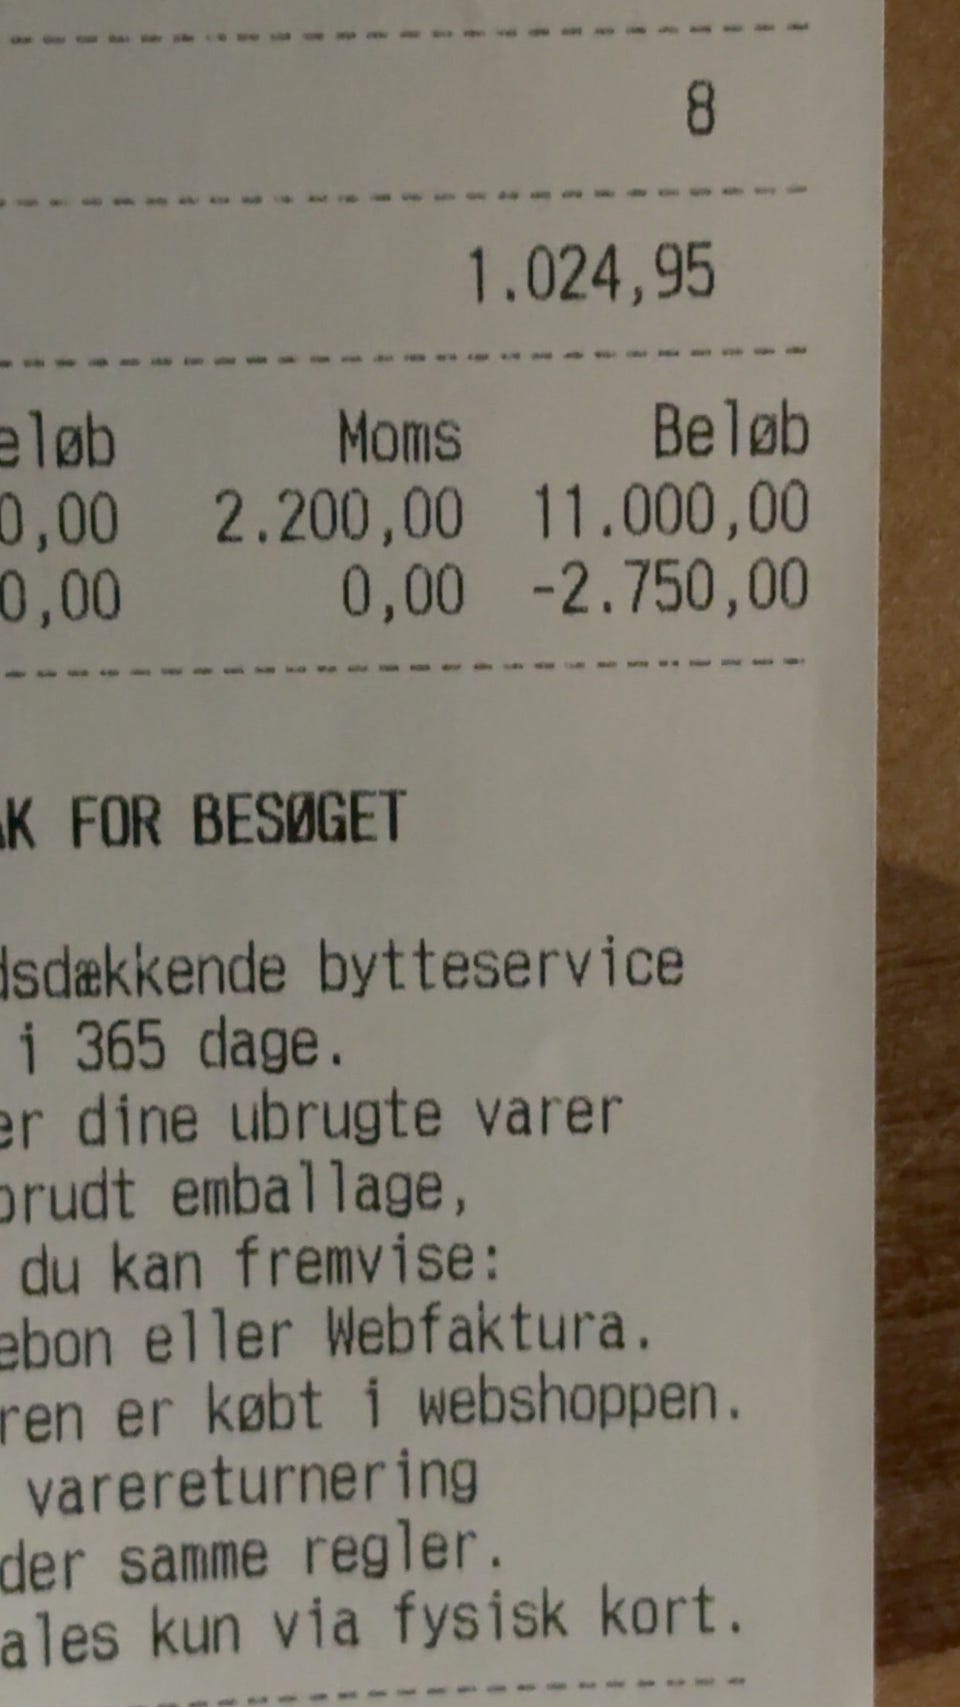 8
1.024,95
eløb Moms Beløb
0,00 2.200,00 11.000,00
0,00 0,00 -2.750,00
AK FOR BESØGET
dsdækkende bytteservice
i 365 dage.
er dine ubrugte varer
brudt emballage,
du kan fremvise:
ebon eller Webfaktura.
ren er købt i webshoppen.
varereturnering
der samme regler.
ales kun via fysisk kort.